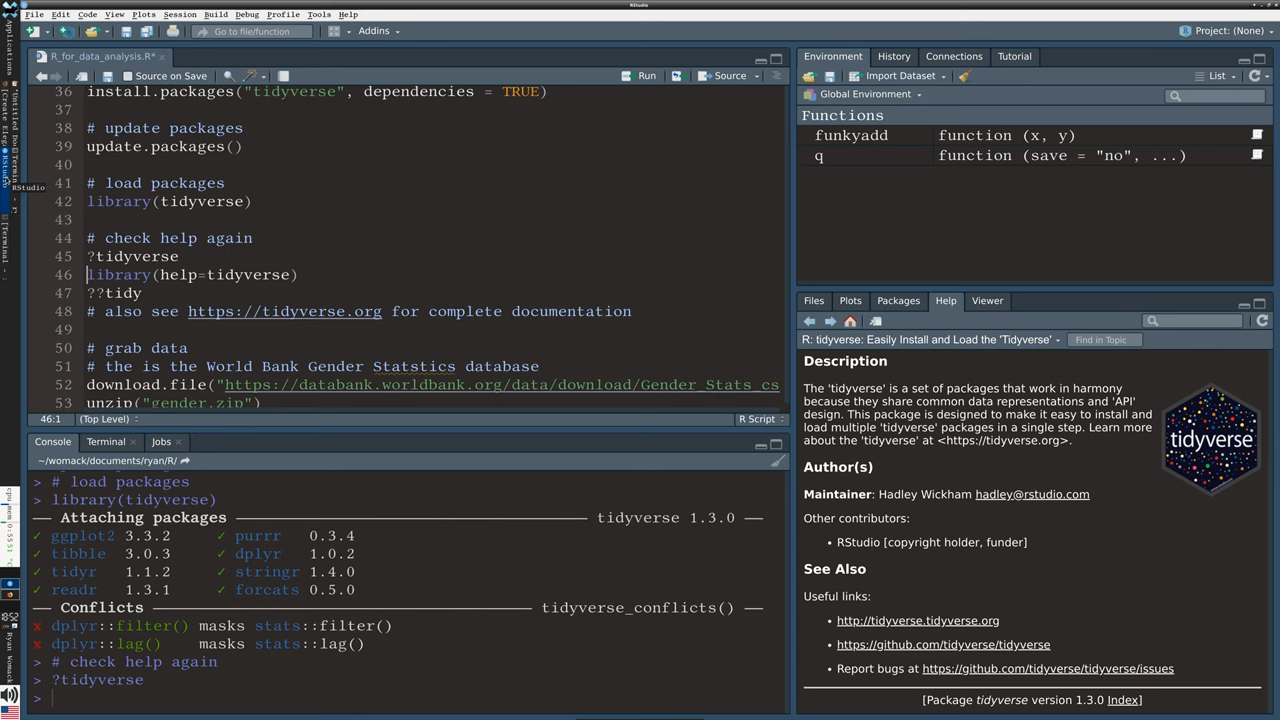 RStudio
File Edit Code View Plots Session Build Debug Profile Tools Help
Go to file/function Addins Project: (None)
R_for_data_analysis.R*
Source on Save Run Source
36 install.packages("tidyverse", dependencies = TRUE)
37
38 # update packages
39 update.packages()
40
41 # load packages
42 library(tidyverse)
43
44 # check help again
45 ?tidyverse
46 library(help=tidyverse)
47 ??tidy
48 # also see https://tidyverse.org for complete documentation
49
50 # grab data
51 # the is the World Bank Gender Statstics database
52 download.file("https://databank.worldbank.org/data/download/Gender_Stats_cs
53 unzip("gender.zip")
46:1 (Top Level) R Script
Console Terminal Jobs
~/womack/documents/ryan/R/
> # load packages
> library(tidyverse)
── Attaching packages ── tidyverse 1.3.0 ──
✓ ggplot2 3.3.2 ✓ purrr 0.3.4
✓ tibble 3.0.3 ✓ dplyr 1.0.2
✓ tidyr 1.1.2 ✓ stringr 1.4.0
✓ readr 1.3.1 ✓ forcats 0.5.0
── Conflicts ── tidyverse_conflicts() ──
x dplyr::filter() masks stats::filter()
x dplyr::lag() masks stats::lag()
> # check help again
> ?tidyverse
>
Environment History Connections Tutorial
Import Dataset List
Global Environment
Functions
funkyadd function (x, y)
q function (save = "no", ...)
Files Plots Packages Help Viewer
R: tidyverse: Easily Install and Load the 'Tidyverse' Find in Topic
Description
The 'tidyverse' is a set of packages that work in harmony
because they share common data representations and 'API'
design. This package is designed to make it easy to install and
load multiple 'tidyverse' packages in a single step. Learn more
about the 'tidyverse' at <https://tidyverse.org>.
tidyverse
Author(s)
Maintainer: Hadley Wickham hadley@rstudio.com
Other contributors:
• RStudio [copyright holder, funder]
See Also
Useful links:
• http://tidyverse.tidyverse.org
• https://github.com/tidyverse/tidyverse
• Report bugs at https://github.com/tidyverse/tidyverse/issues
[Package tidyverse version 1.3.0 Index]
Applications
RStudio
RStudio
18:52
Ryan Womack